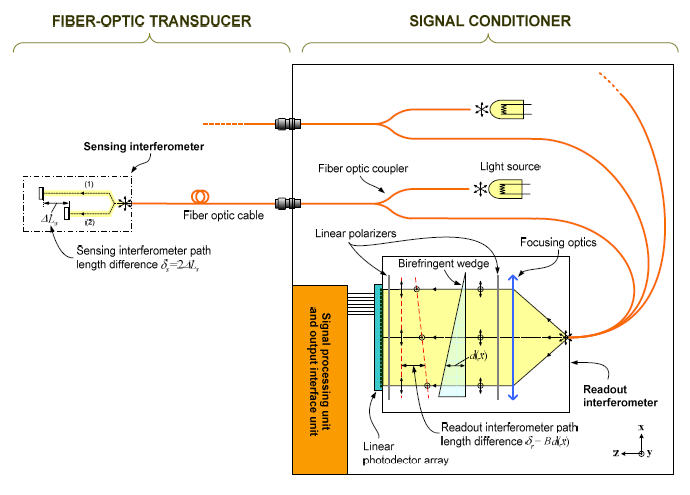 FIBER-OPTIC TRANSDUCER
SIGNAL CONDITIONER
Sensing interferometer
(1)
(2)
ΔLs
Fiber optic cable
Sensing interferometer path
length difference δs=2ΔLs
Fiber optic coupler
Light source
Linear polarizers
Birefringent wedge
Focusing optics
d(x)
Signal processing unit
and output interface unit
Readout
interferometer
Readout interferometer path
length difference δr = B d(x)
Linear
photodector array
x
z
y